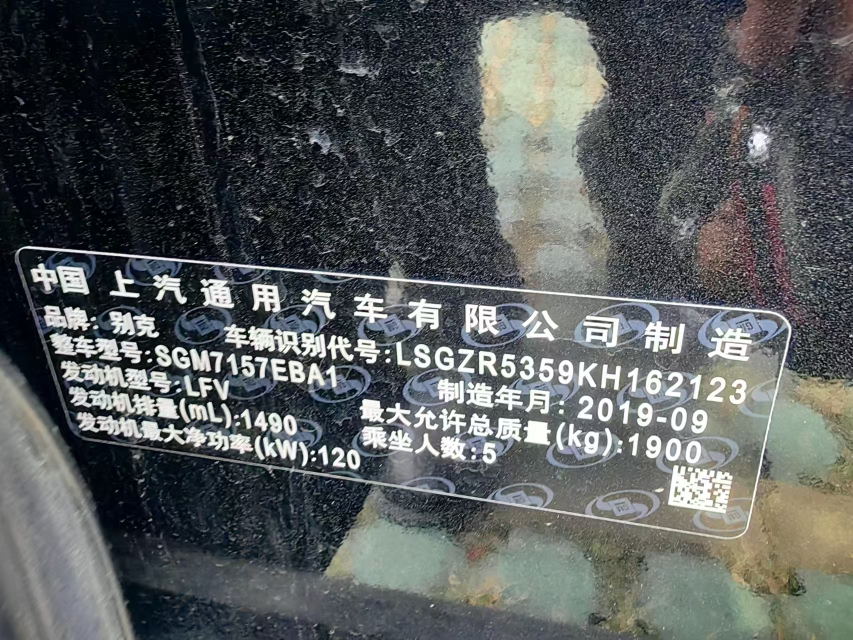 中国 上汽通用汽车有限公司制造
品牌: 别克 车辆识别代号:LSGZR5359KH162123
整车型号:SGM7157EBA1 制造年月: 2019-09
发动机型号:LFV 最大允许总质量(kg):1900
发动机排量(mL):1490 乘坐人数:5
发动机最大净功率(kW):120